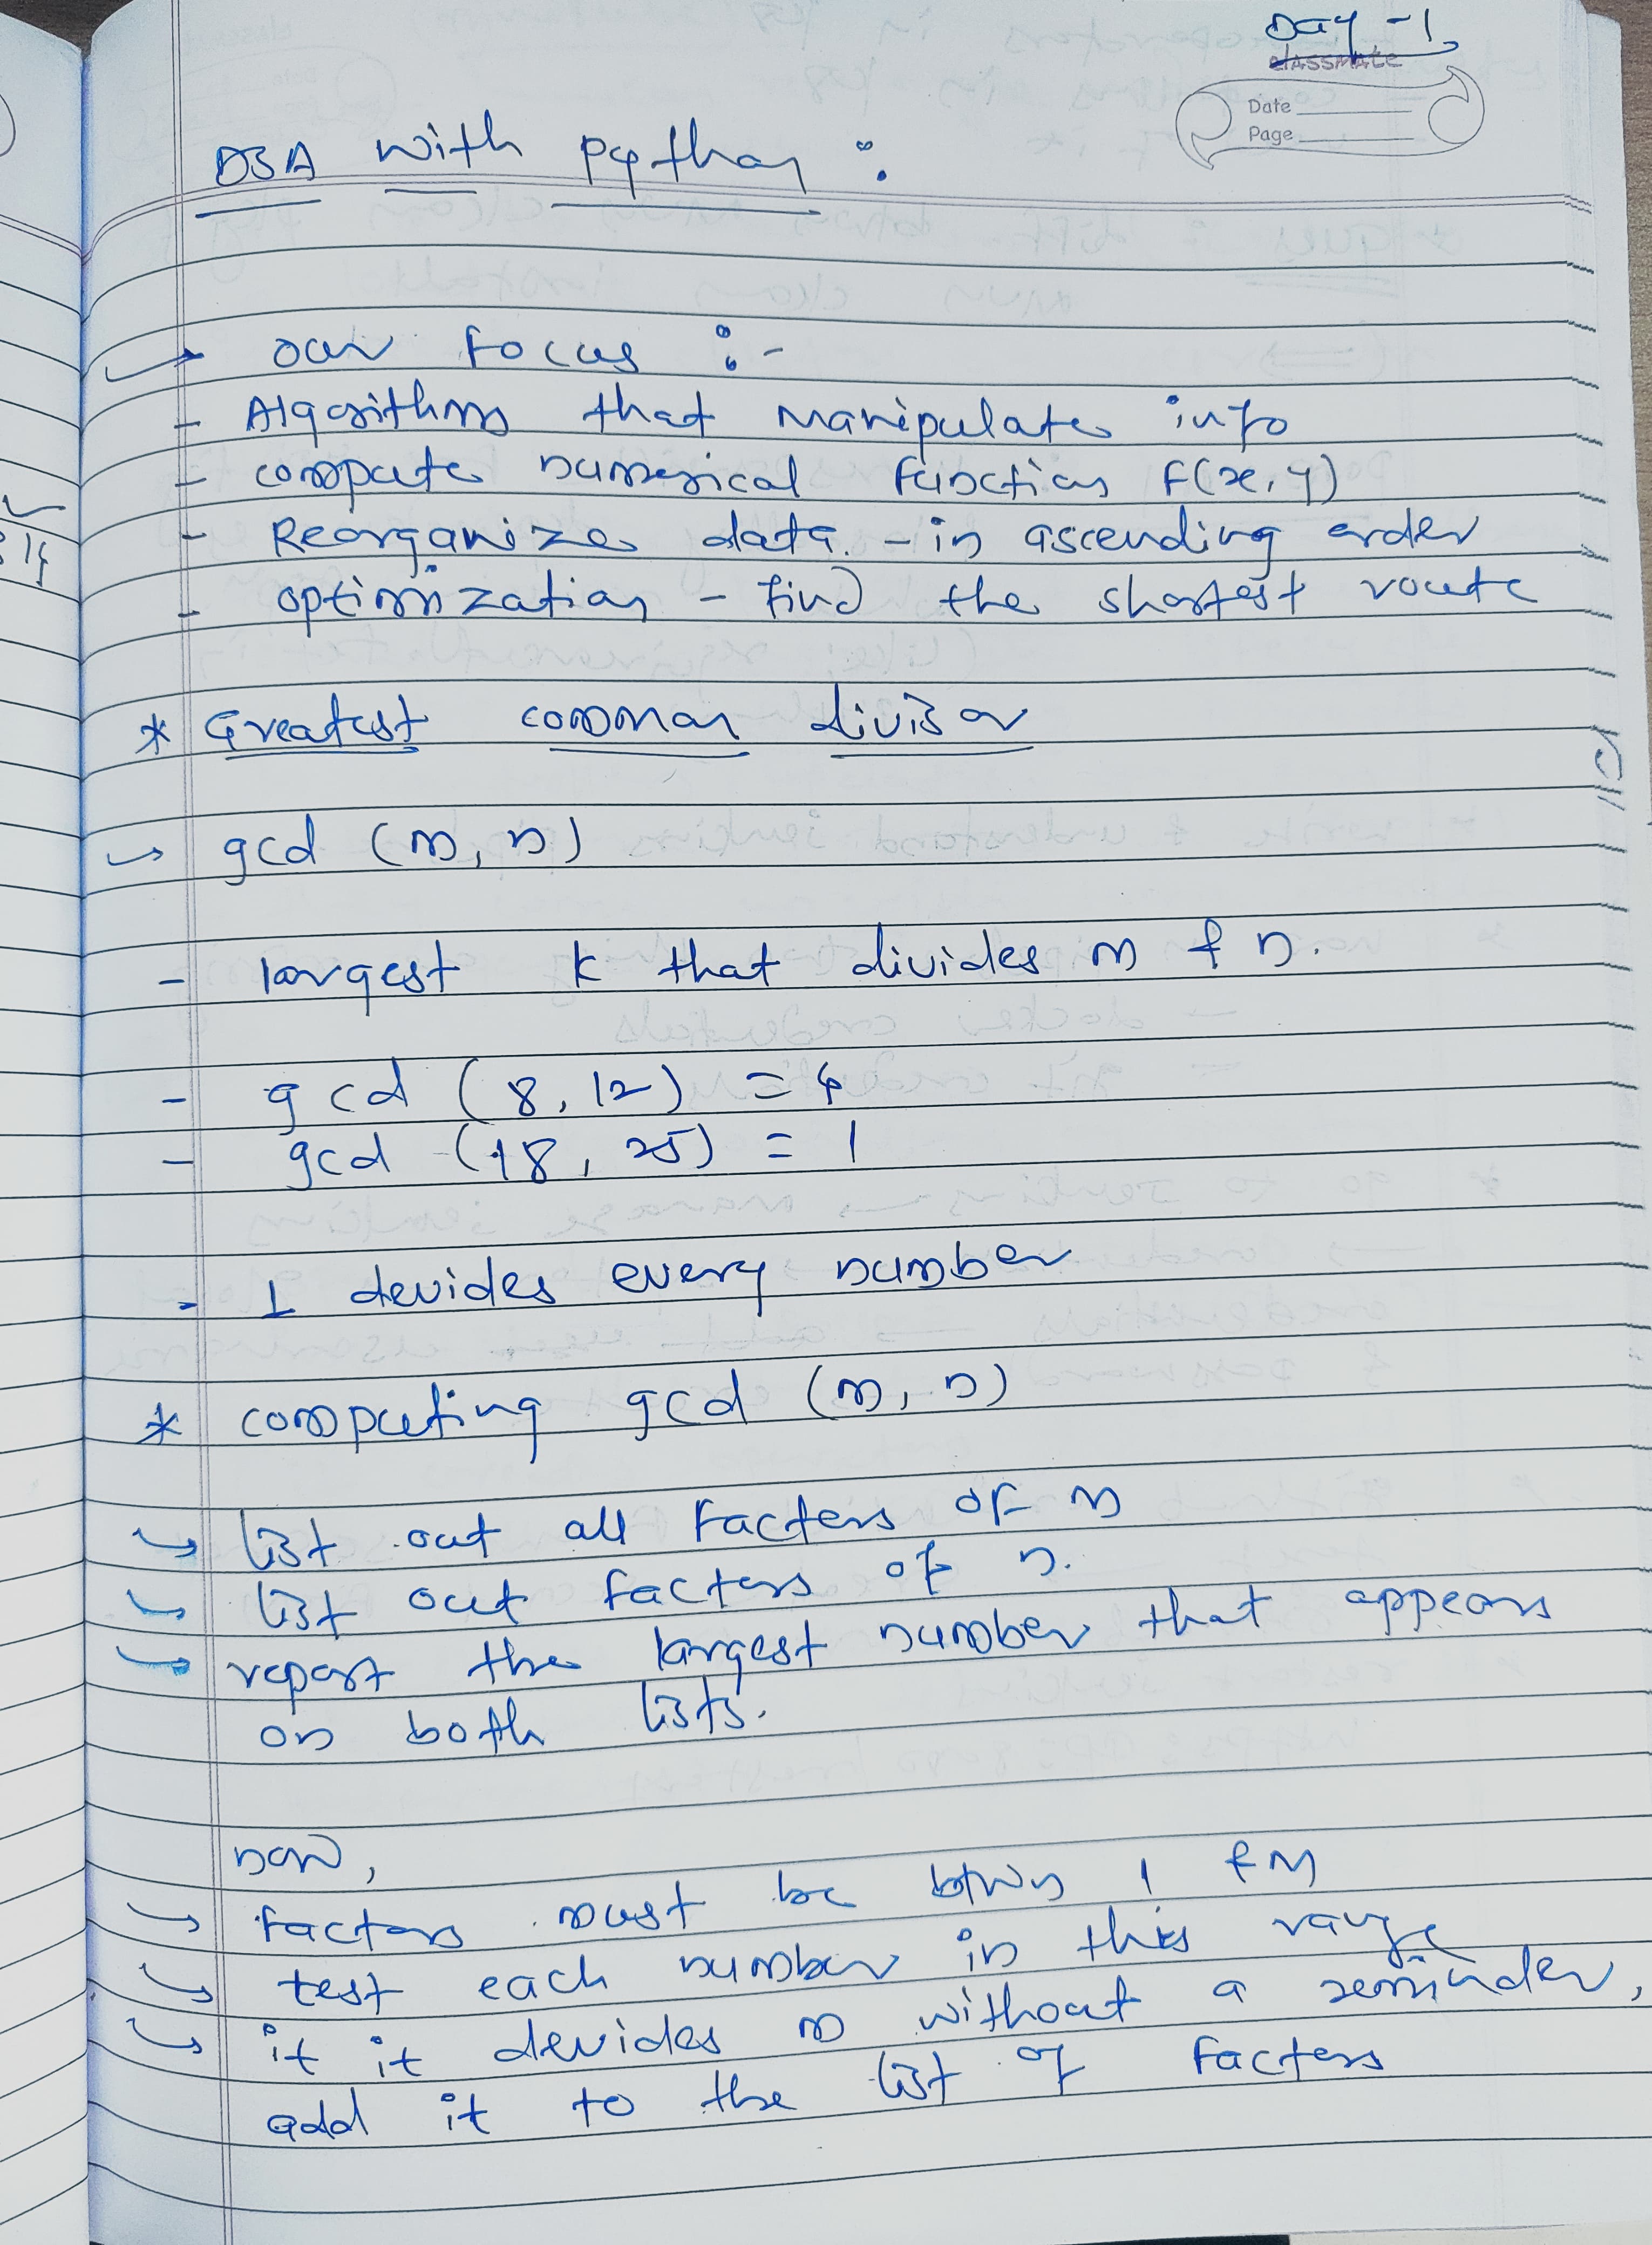 Day - 1
classmate
Date
Page
DSA with python :
→ our focus :-
- Algorithms that manipulate info
- compute numerical function f(x, y)
- Reorganize data - in ascending order
- optimization - find the shortest route
* Greatest common divisor
→ gcd (m, n)
- largest k that divides m & n.
- gcd (8, 12) = 4
- gcd (18, 25) = 1
- 1 devides every number
* computing gcd (m, n)
→ list out all factors of m
→ list out factors of n.
→ report the largest number that appears
on both lists.
now,
→ factors must be btwn 1 & m
→ test each number in this range
→ it it devides m without a reminder,
add it to the list of factors